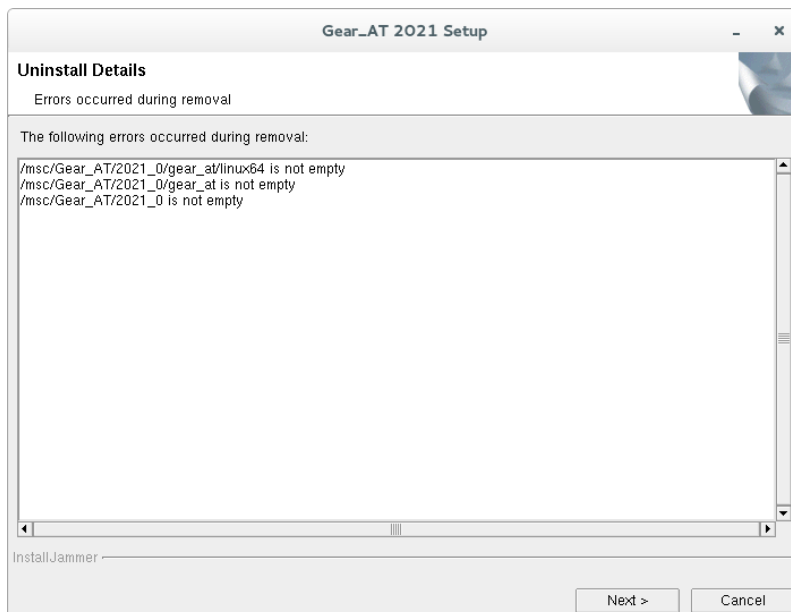 Gear_AT 2021 Setup
Uninstall Details
Errors occurred during removal
The following errors occurred during removal:
/msc/Gear_AT/2021_0/gear_at/linux64 is not empty
/msc/Gear_AT/2021_0/gear_at is not empty
/msc/Gear_AT/2021_0 is not empty
InstallJammer
Next >
Cancel